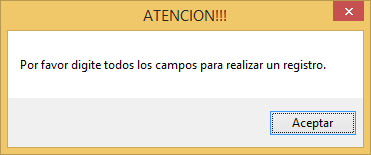 ATENCION!!!
Por favor digite todos los campos para realizar un registro.
Aceptar